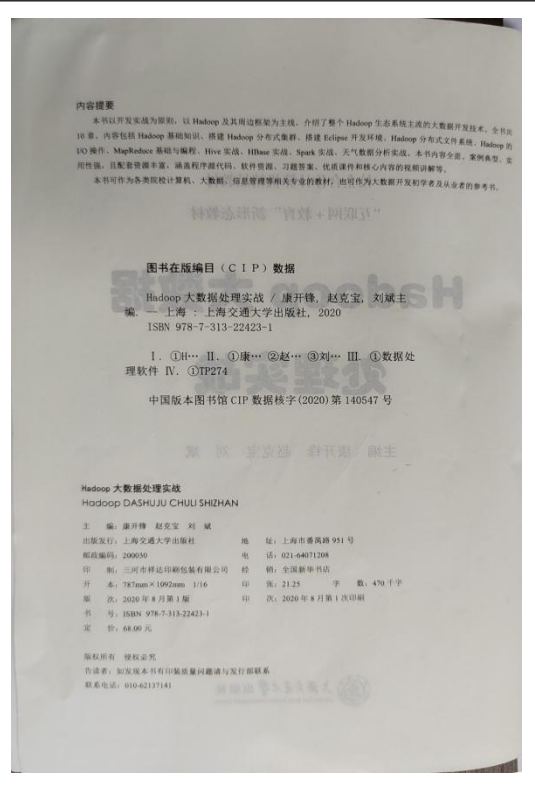 内容提要
本书以开发实战为原则，以 Hadoop 及其周边框架为主线，介绍了整个 Hadoop 生态系统主流的大数据开发技术。全书共
10 章，内容包括 Hadoop 基础知识、搭建 Hadoop 分布式集群、搭建 Eclipse 开发环境、Hadoop 分布式文件系统、Hadoop 的
I/O 操作、MapReduce 基础与编程、Hive 实战、HBase 实战、Spark 实战、天气数据分析实战。本书内容全面、案例典型、实
用性强，且配套资源丰富，涵盖程序源代码、软件资源、习题答案、优质课件和核心内容的视频讲解等。
本书可作为各类院校计算机、大数据、信息管理等相关专业的教材，也可作为大数据开发初学者及从业者的参考书。
图书在版编目（CIP）数据
Hadoop 大数据处理实战 / 康开锋，赵克宝，刘斌主
编. — 上海 : 上海交通大学出版社，2020
ISBN 978-7-313-22423-1
Ⅰ. ①H… Ⅱ. ①康… ②赵… ③刘… Ⅲ. ①数据处
理软件 Ⅳ. ①TP274
中国版本图书馆 CIP 数据核字(2020)第 140547 号
Hadoop 大数据处理实战
Hadoop DASHUJU CHULI SHIZHAN
主 编：康开锋 赵克宝 刘 斌
出版发行：上海交通大学出版社 地 址：上海市番禺路 951 号
邮政编码：200030 电 话：021-64071208
印 制：三河市祥达印刷包装有限公司 经 销：全国新华书店
开 本：787mm×1092mm 1/16 印 张：21.25 字 数：470 千字
版 次：2020 年 8 月第 1 版 印 次：2020 年 8 月第 1 次印刷
书 号：ISBN 978-7-313-22423-1
定 价：68.00 元
版权所有 侵权必究
告读者：如发现本书有印装质量问题请与发行部联系
联系电话：010-62137141